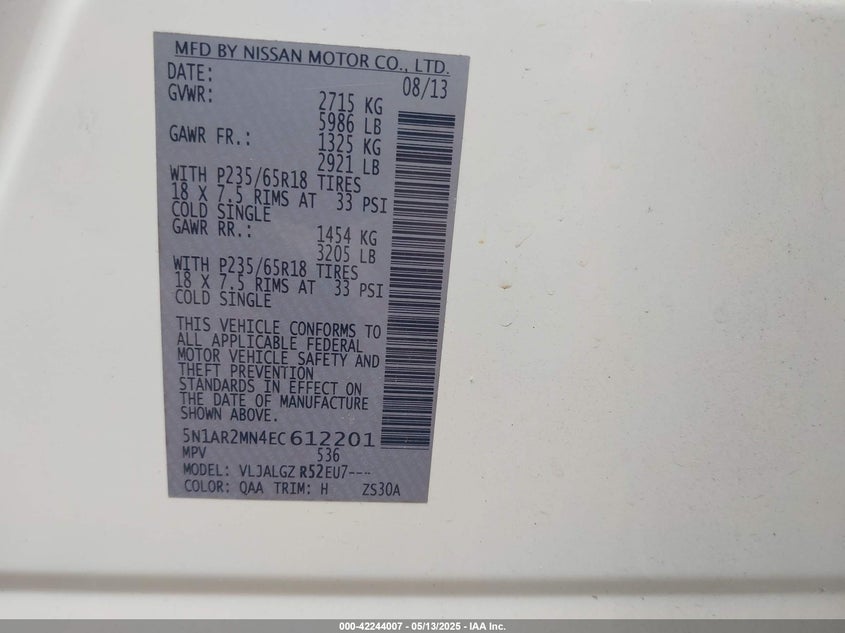 MFD BY NISSAN MOTOR CO., LTD.
DATE: 08/13
GVWR: 2715 KG
5986 LB
GAWR FR.: 1325 KG
2921 LB
WITH P235/65R18 TIRES
18 X 7.5 RIMS AT 33 PSI
COLD SINGLE
GAWR RR.: 1454 KG
3205 LB
WITH P235/65R18 TIRES
18 X 7.5 RIMS AT 33 PSI
COLD SINGLE
THIS VEHICLE CONFORMS TO
ALL APPLICABLE FEDERAL
MOTOR VEHICLE SAFETY AND
THEFT PREVENTION
STANDARDS IN EFFECT ON
THE DATE OF MANUFACTURE
SHOWN ABOVE.
5N1AR2MN4EC612201
MPV 536
MODEL: VLJALGZ R52EU7---
COLOR: QAA TRIM: H ZS30A
000-42244007 - 05/13/2025 - IAA Inc.